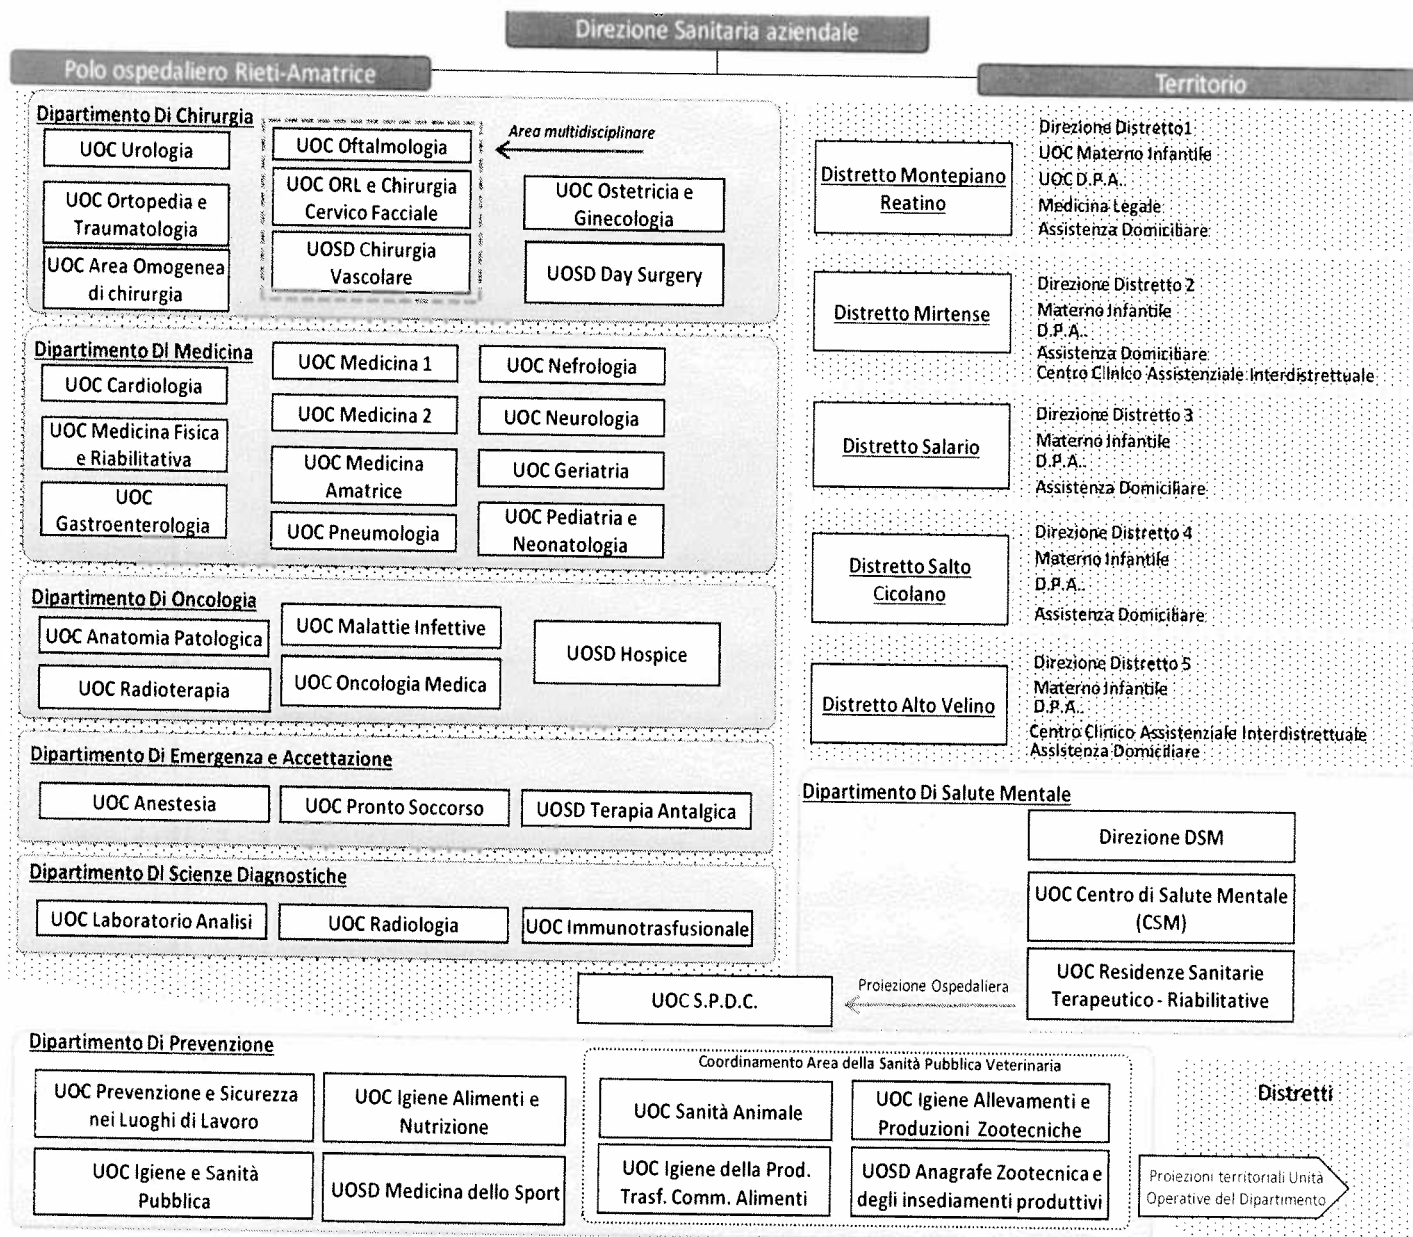 Direzione Sanitaria aziendale
Polo ospedaliero Rieti-Amatrice
Territorio
Dipartimento Di Chirurgia
UOC Urologia
UOC Ortopedia e
Traumatologia
UOC Area Omogenea
di chirurgia
UOC Oftalmologia
UOC ORL e Chirurgia
Cervico Facciale
UOSD Chirurgia
Vascolare
Area multidisciplinare
UOC Ostetricia e
Ginecologia
UOSD Day Surgery
Dipartimento DI Medicina
UOC Cardiologia
UOC Medicina Fisica
e Riabilitativa
UOC
Gastroenterologia
UOC Medicina 1
UOC Medicina 2
UOC Medicina
Amatrice
UOC Pneumologia
UOC Nefrologia
UOC Neurologia
UOC Geriatria
UOC Pediatria e
Neonatologia
Dipartimento Di Oncologia
UOC Anatomia Patologica
UOC Radioterapia
UOC Malattie Infettive
UOC Oncologia Medica
UOSD Hospice
Dipartimento Di Emergenza e Accettazione
UOC Anestesia
UOC Pronto Soccorso
UOSD Terapia Antalgica
Dipartimento DI Scienze Diagnostiche
UOC Laboratorio Analisi
UOC Radiologia
UOC Immunotrasfusionale
Distretto Montepiano
Reatino
Direzione Distretto1
UOC Materno Infantile
UOC D.P.A..
Medicina Legale
Assistenza Domiciliare
Distretto Mirtense
Direzione Distretto 2
Materno Infantile
D.P.A..
Assistenza Domiciliare
Centro Clinico Assistenziale Interdistrettuale
Distretto Salario
Direzione Distretto 3
Materno Infantile
D.P.A..
Assistenza Domiciliare
Distretto Salto
Cicolano
Direzione Distretto 4
Materno Infantile
D.P.A..
Assistenza Domiciliare
Distretto Alto Velino
Direzione Distretto 5
Materno Infantile
D.P.A..
Centro Clinico Assistenziale Interdistrettuale
Assistenza Domiciliare
Dipartimento Di Salute Mentale
Direzione DSM
UOC Centro di Salute Mentale
(CSM)
UOC Residenze Sanitarie
Terapeutico - Riabilitative
Proiezione Ospedaliera
UOC S.P.D.C.
Dipartimento Di Prevenzione
UOC Prevenzione e Sicurezza
nei Luoghi di Lavoro
UOC Igiene Alimenti e
Nutrizione
UOC Igiene e Sanità
Pubblica
UOSD Medicina dello Sport
Coordinamento Area della Sanità Pubblica Veterinaria
UOC Sanità Animale
UOC Igiene Allevamenti e
Produzioni Zootecniche
UOC Igiene della Prod.
Trasf. Comm. Alimenti
UOSD Anagrafe Zootecnica e
degli insediamenti produttivi
Distretti
Proiezioni territoriali Unità
Operative del Dipartimento